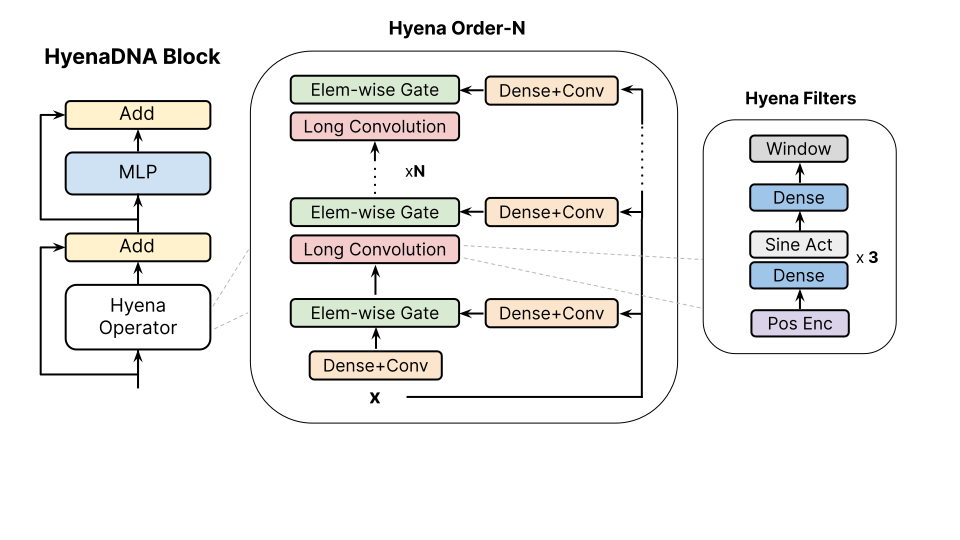 HyenaDNA Block
Add
MLP
Add
Hyena
Operator
Hyena Order-N
Elem-wise Gate
Dense+Conv
Long Convolution
xN
Elem-wise Gate
Dense+Conv
Long Convolution
Elem-wise Gate
Dense+Conv
Dense+Conv
x
Hyena Filters
Window
Dense
Sine Act
x 3
Dense
Pos Enc